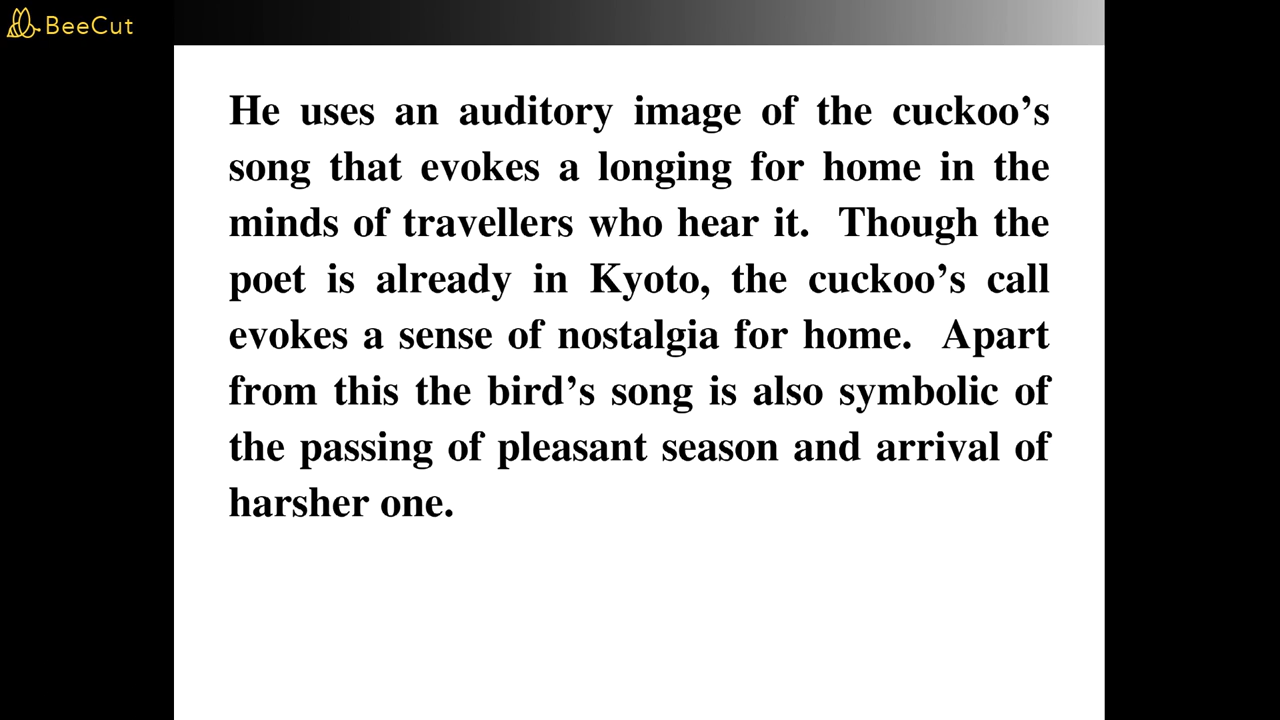 BeeCut
He uses an auditory image of the cuckoo’s
song that evokes a longing for home in the
minds of travellers who hear it.  Though the
poet is already in Kyoto, the cuckoo’s call
evokes a sense of nostalgia for home.  Apart
from this the bird’s song is also symbolic of
the passing of pleasant season and arrival of
harsher one.